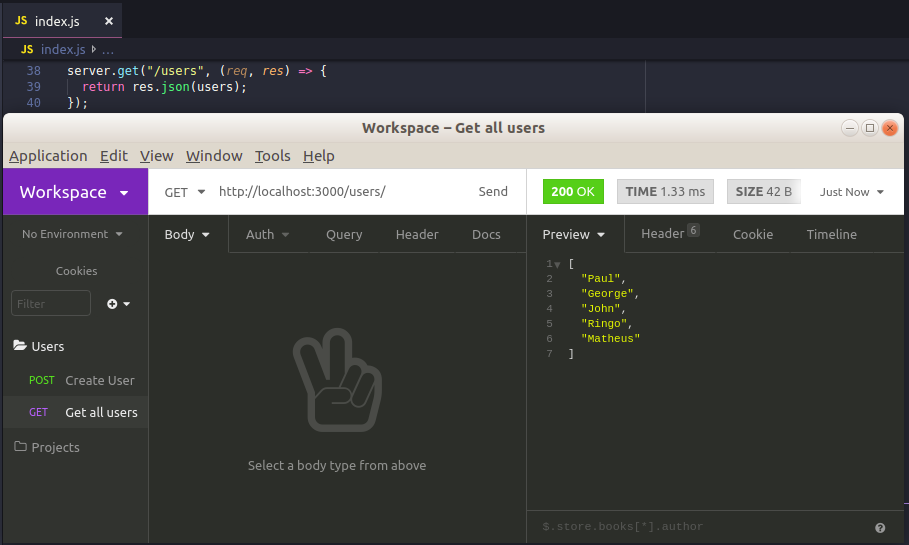 JS index.js ×
JS index.js > ...
38 server.get("/users", (req, res) => {
39 return res.json(users);
40 });
Workspace – Get all users
Application Edit View Window Tools Help
Workspace
GET http://localhost:3000/users/ Send
200 OK TIME 1.33 ms SIZE 42 B Just Now
No Environment
Cookies
Filter
Users
POST Create User
GET Get all users
Projects
Body Auth Query Header Docs
Select a body type from above
Preview Header 6 Cookie Timeline
1 [
2 "Paul",
3 "George",
4 "John",
5 "Ringo",
6 "Matheus"
7 ]
$.store.books[*].author ?